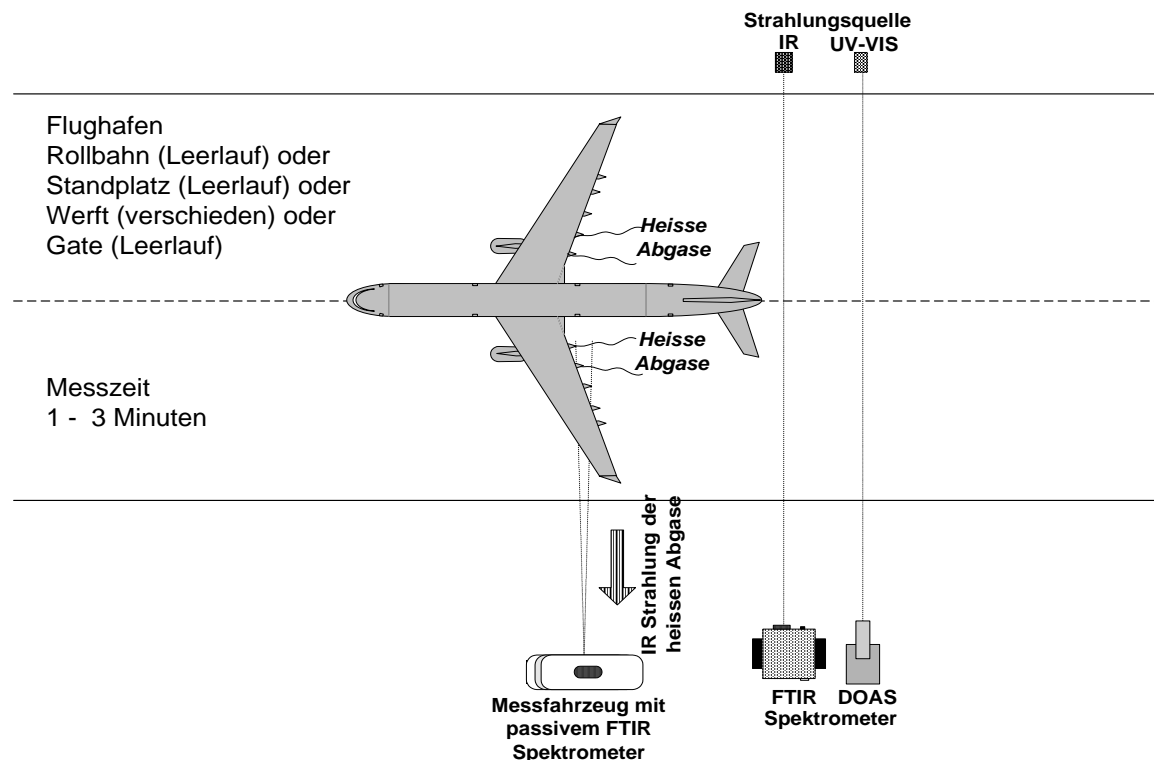 Strahlungsquelle
IR UV-VIS
Flughafen
Rollbahn (Leerlauf) oder
Standplatz (Leerlauf) oder
Werft (verschieden) oder
Gate (Leerlauf)
Heisse
Abgase
Heisse
Abgase
Messzeit
1 - 3 Minuten
IR Strahlung der
heissen Abgase
Messfahrzeug mit
passivem FTIR
Spektrometer
FTIR DOAS
Spektrometer